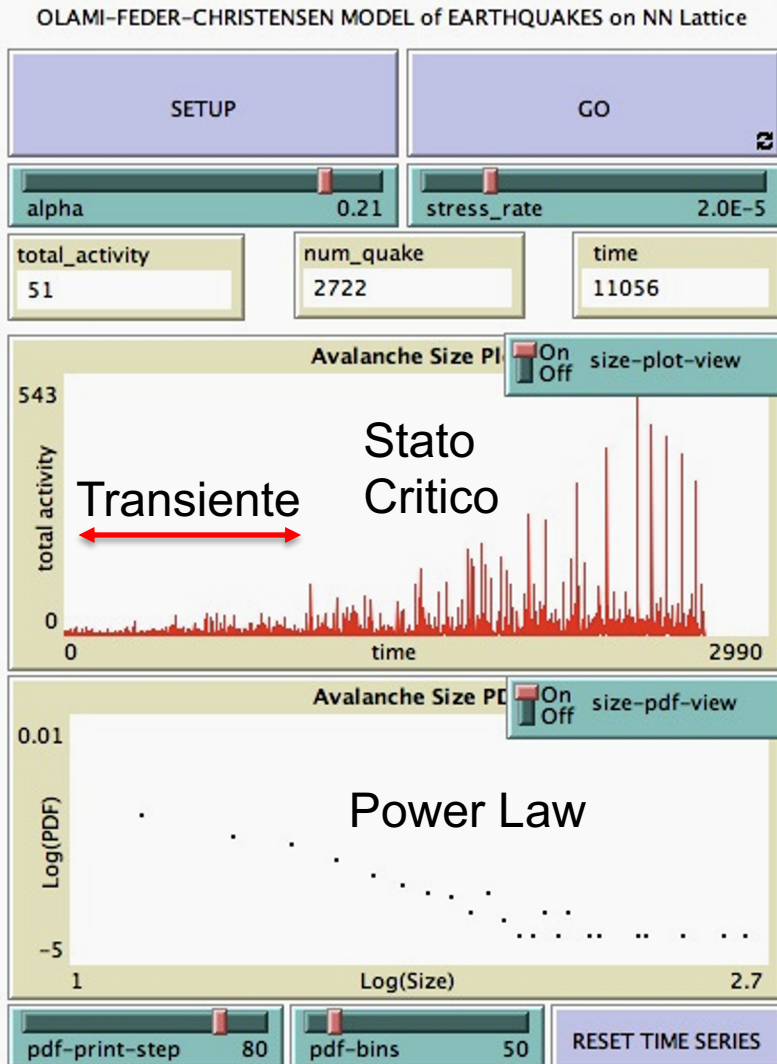 OLAMI-FEDER-CHRISTENSEN MODEL of EARTHQUAKES on NN Lattice
SETUP
GO
alpha 0.21
stress_rate 2.0E-5
total_activity
51
num_quake
2722
time
11056
Avalanche Size Pl
On
Off
size-plot-view
543
total activity
0
Transiente
Stato
Critico
0 time 2990
Avalanche Size PD
On
Off
size-pdf-view
0.01
Log(PDF)
-5
Power Law
1 Log(Size) 2.7
pdf-print-step 80
pdf-bins 50
RESET TIME SERIES